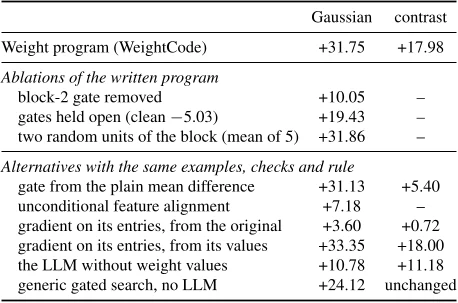 Gaussian contrast
Weight program (WeightCode) +31.75 +17.98
Ablations of the written program
block-2 gate removed +10.05 –
gates held open (clean −5.03) +19.43 –
two random units of the block (mean of 5) +31.86 –
Alternatives with the same examples, checks and rule
gate from the plain mean difference +31.13 +5.40
unconditional feature alignment +7.18 –
gradient on its entries, from the original +3.60 +0.72
gradient on its entries, from its values +33.35 +18.00
the LLM without weight values +10.78 +11.18
generic gated search, no LLM +24.12 unchanged